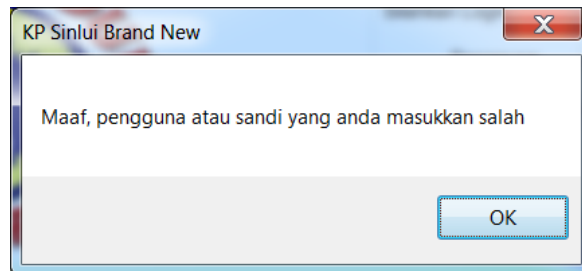 KP Sinlui Brand New
Maaf, pengguna atau sandi yang anda masukkan salah
OK